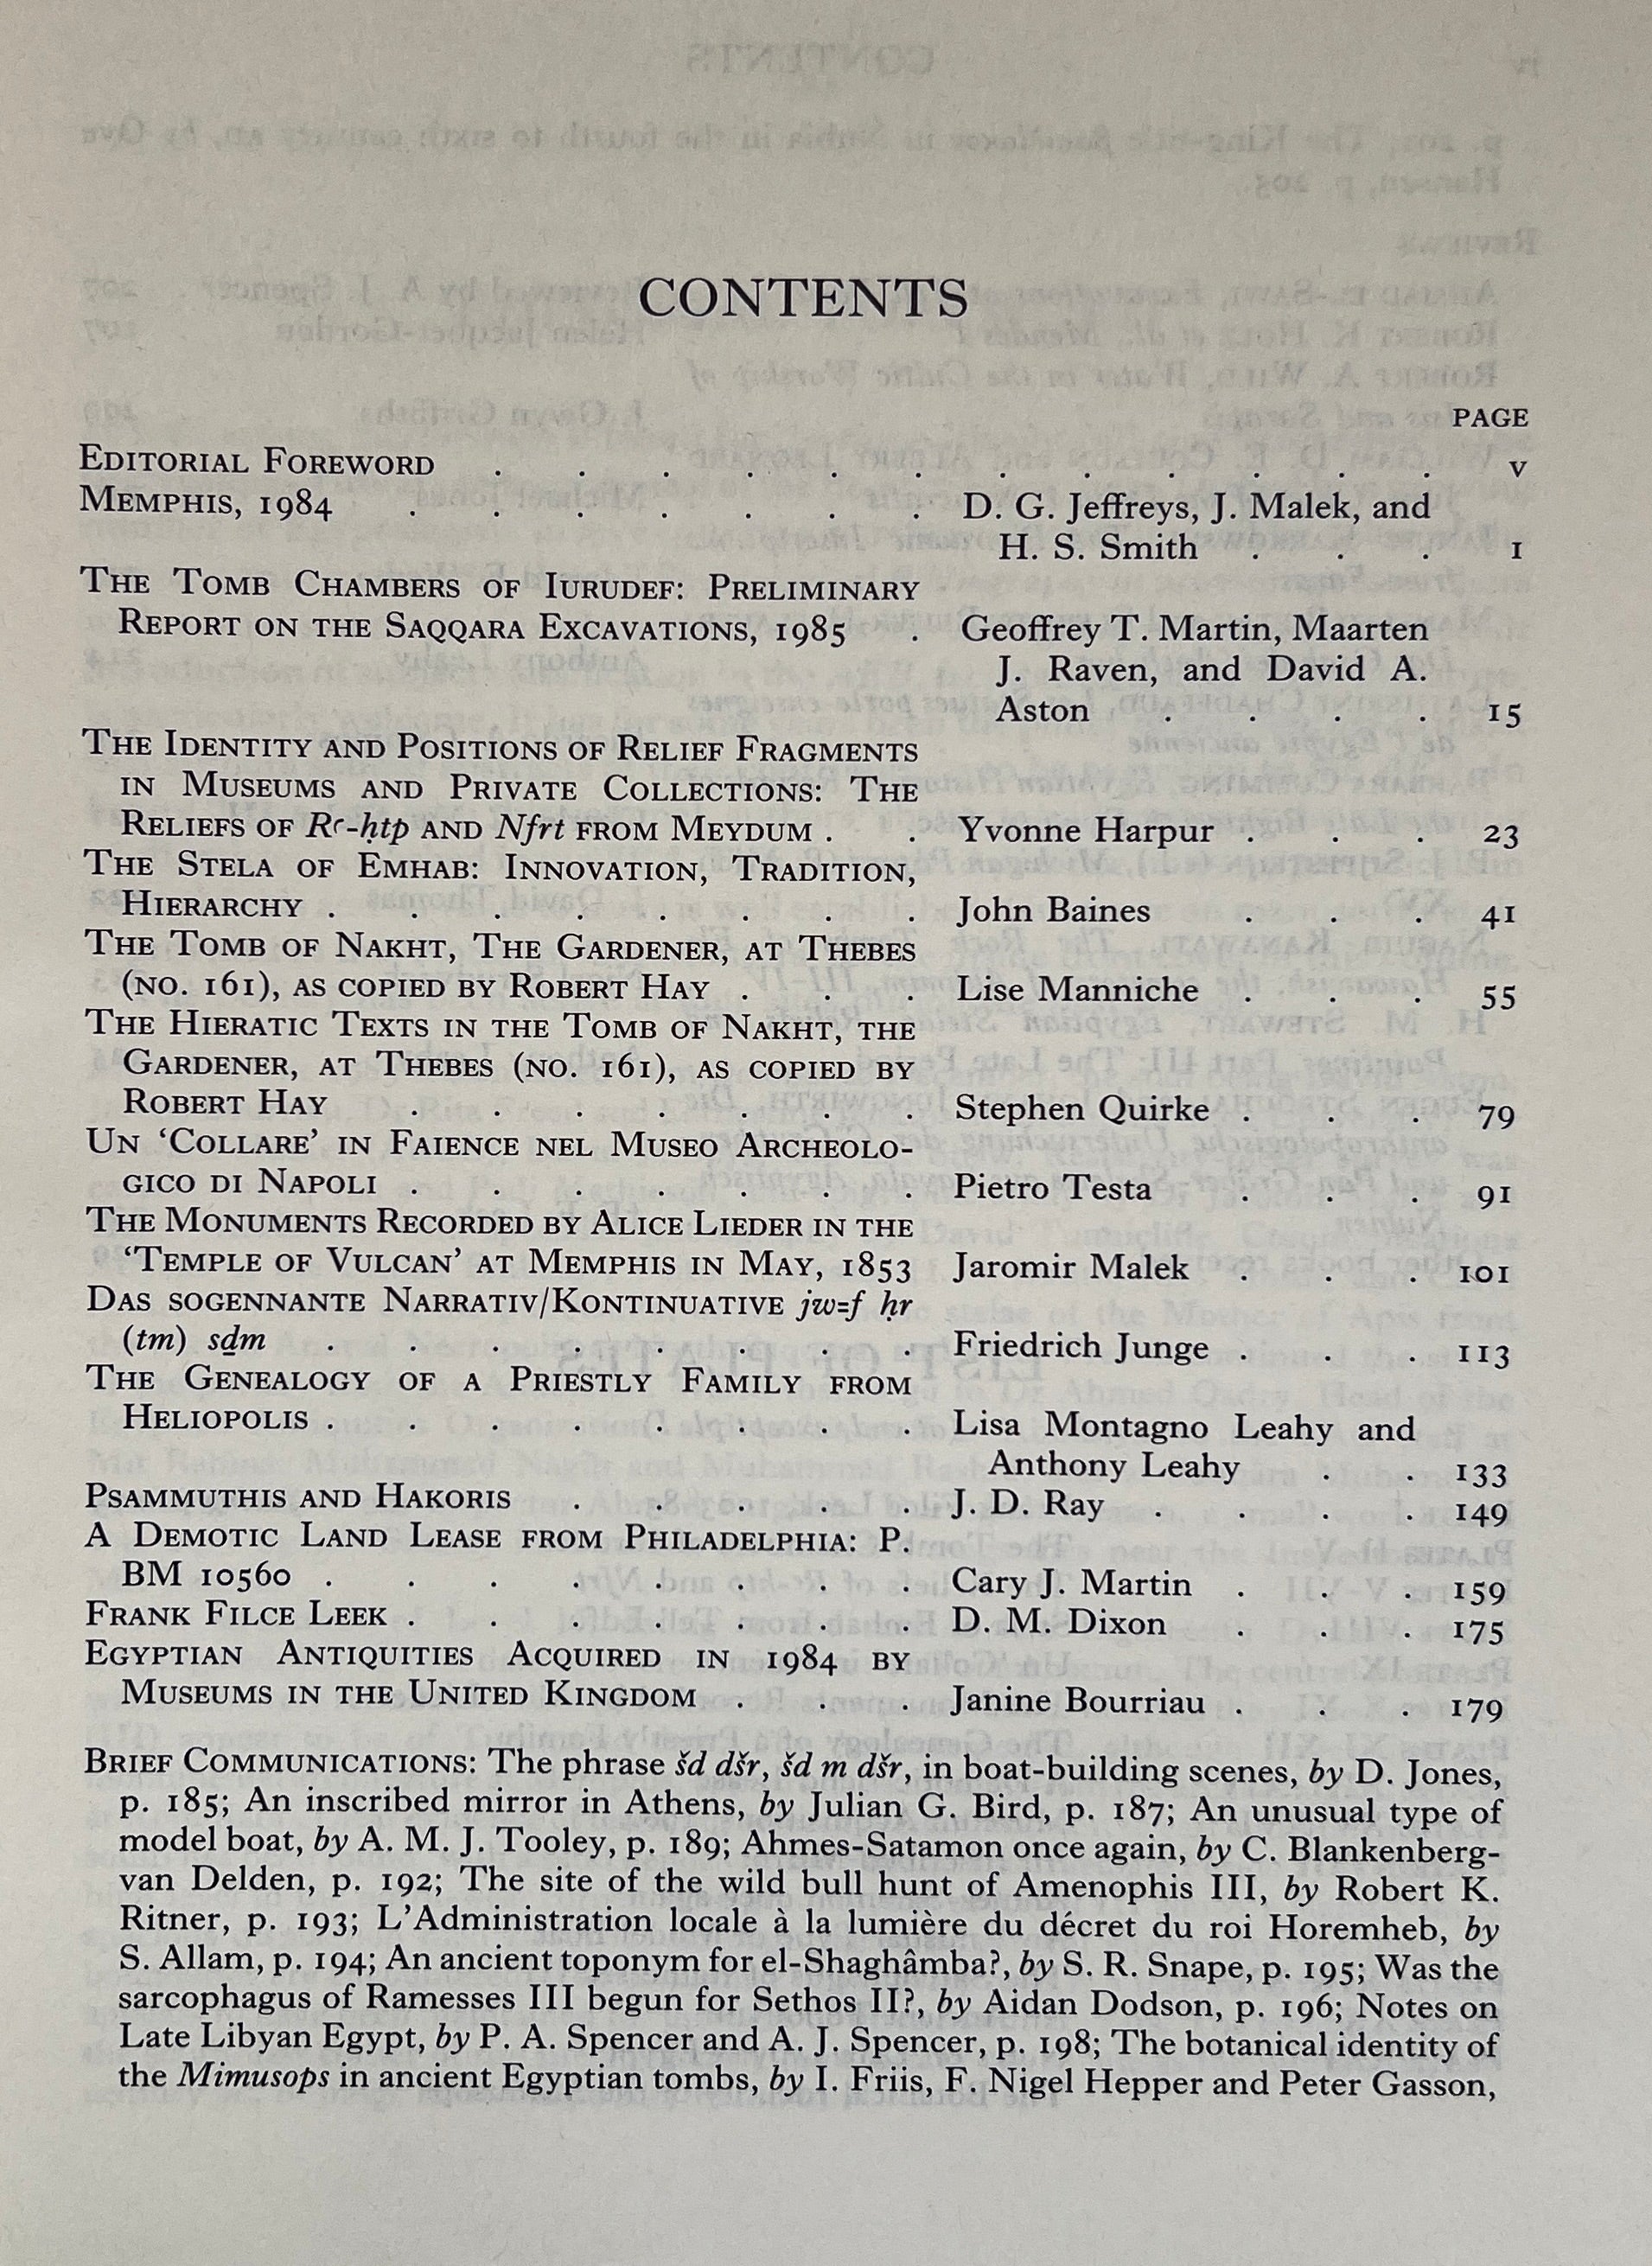 CONTENTS
PAGE
EDITORIAL FOREWORD . . . . . . . . . . . . v
MEMPHIS, 1984 . . . . . . . D. G. Jeffreys, J. Malek, and
H. S. Smith . . . 1
THE TOMB CHAMBERS OF IURUDEF: PRELIMINARY
REPORT ON THE SAQQARA EXCAVATIONS, 1985 . Geoffrey T. Martin, Maarten
J. Raven, and David A.
Aston . . . . 15
THE IDENTITY AND POSITIONS OF RELIEF FRAGMENTS
IN MUSEUMS AND PRIVATE COLLECTIONS: THE
RELIEFS OF Rꜥ-ḥtp AND Nfrt FROM MEYDUM . . Yvonne Harpur . . . 23
THE STELA OF EMHAB: INNOVATION, TRADITION,
HIERARCHY . . . . . . . . John Baines . . . 41
THE TOMB OF NAKHT, THE GARDENER, AT THEBES
(NO. 161), AS COPIED BY ROBERT HAY . . . Lise Manniche . . . 55
THE HIERATIC TEXTS IN THE TOMB OF NAKHT, THE
GARDENER, AT THEBES (NO. 161), AS COPIED BY
ROBERT HAY . . . . . . . Stephen Quirke . . . 79
UN ‘COLLARE’ IN FAIENCE NEL MUSEO ARCHEOLO-
GICO DI NAPOLI . . . . . . . Pietro Testa . . . 91
THE MONUMENTS RECORDED BY ALICE LIEDER IN THE
‘TEMPLE OF VULCAN’ AT MEMPHIS IN MAY, 1853 Jaromir Malek . . . 101
DAS SOGENNANTE NARRATIV/KONTINUATIVE jw=f ḥr
(tm) sḏm . . . . . . . . Friedrich Junge . . . 113
THE GENEALOGY OF A PRIESTLY FAMILY FROM
HELIOPOLIS . . . . . . . . Lisa Montagno Leahy and
Anthony Leahy . . 133
PSAMMUTHIS AND HAKORIS . . . . . J. D. Ray . . . . 149
A DEMOTIC LAND LEASE FROM PHILADELPHIA: P.
BM 10560 . . . . . . . . Cary J. Martin . . . 159
FRANK FILCE LEEK . . . . . . . D. M. Dixon . . . 175
EGYPTIAN ANTIQUITIES ACQUIRED IN 1984 BY
MUSEUMS IN THE UNITED KINGDOM . . . Janine Bourriau . . . 179
BRIEF COMMUNICATIONS: The phrase šd dšr, šd m dšr, in boat-building scenes, by D. Jones,
p. 185; An inscribed mirror in Athens, by Julian G. Bird, p. 187; An unusual type of
model boat, by A. M. J. Tooley, p. 189; Ahmes-Satamon once again, by C. Blankenberg-
van Delden, p. 192; The site of the wild bull hunt of Amenophis III, by Robert K.
Ritner, p. 193; L’Administration locale à la lumière du décret du roi Horemheb, by
S. Allam, p. 194; An ancient toponym for el-Shaghâmba?, by S. R. Snape, p. 195; Was the
sarcophagus of Ramesses III begun for Sethos II?, by Aidan Dodson, p. 196; Notes on
Late Libyan Egypt, by P. A. Spencer and A. J. Spencer, p. 198; The botanical identity of
the Mimusops in ancient Egyptian tombs, by I. Friis, F. Nigel Hepper and Peter Gasson,